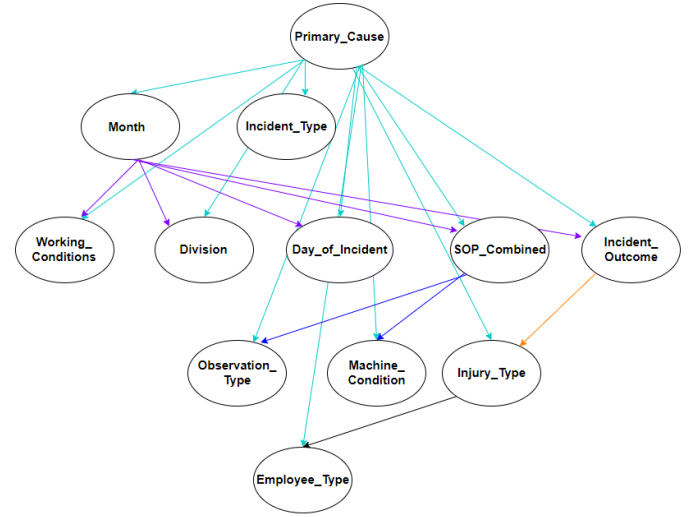 Primary_Cause
Month
Incident_Type
Working_
Conditions
Division
Day_of_Incident
SOP_Combined
Incident_
Outcome
Observation_
Type
Machine_
Condition
Injury_Type
Employee_Type